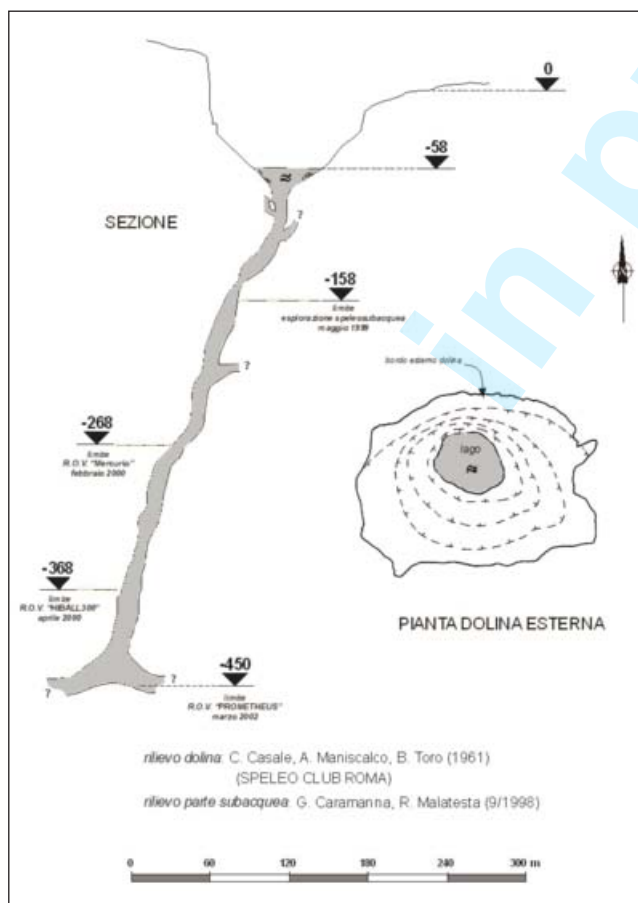 0
-58
SEZIONE
?
-158
limite
esplorazione speleosubacquea
maggio 1999
bordo esterno dolina
?
-268
limite
R.O.V. "Mercurio"
febbraio 2000
lago
-368
limite
R.O.V. "HIBALL300"
aprile 2000
PIANTA DOLINA ESTERNA
? ?
-450
limite
R.O.V. "PROMETHEUS"
marzo 2002
rilievo dolina: C. Casale, A. Maniscalco, B. Toro (1961)
(SPELEO CLUB ROMA)
rilievo parte subacquea: G. Caramanna, R. Malatesta (9/1998)
0 60 120 180 240 300 m